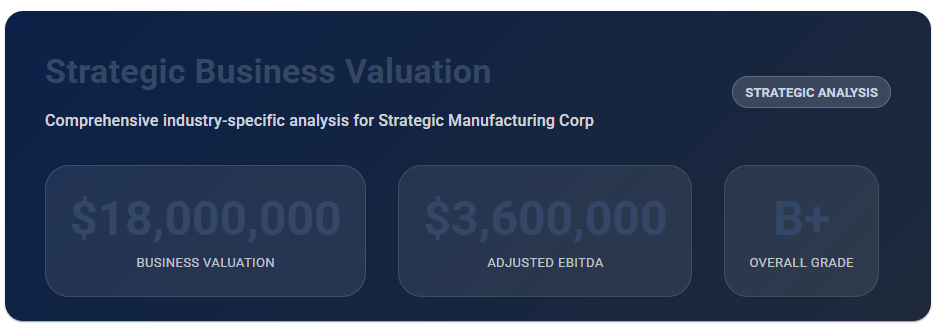 Strategic Business Valuation
STRATEGIC ANALYSIS
Comprehensive industry-specific analysis for Strategic Manufacturing Corp
$18,000,000
BUSINESS VALUATION
$3,600,000
ADJUSTED EBITDA
B+
OVERALL GRADE